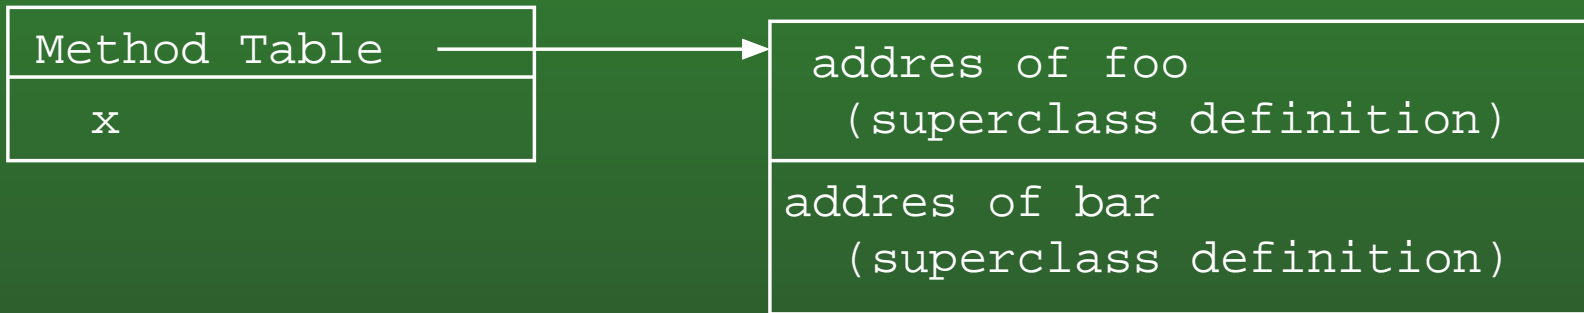 Method Table
x
addres of foo
(superclass definition)
addres of bar
(superclass definition)